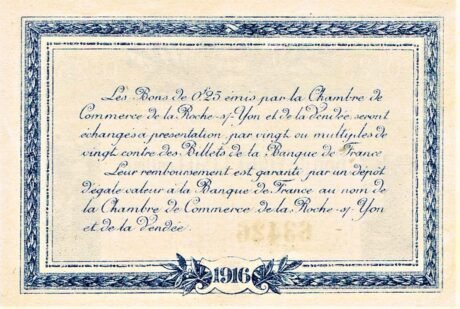 Les Bons de 0f25 émis par la Chambre de
Commerce de la Roche-s/-Yon et de la Vendée, seront
échangés à présentation, par vingt ou multiples de
vingt contre des Billets de la Banque de France.
Leur remboursement est garanti par un dépôt
d'égale valeur à la Banque de France au nom de
la Chambre de Commerce de la Roche-s/-Yon
et de la Vendée.
1916